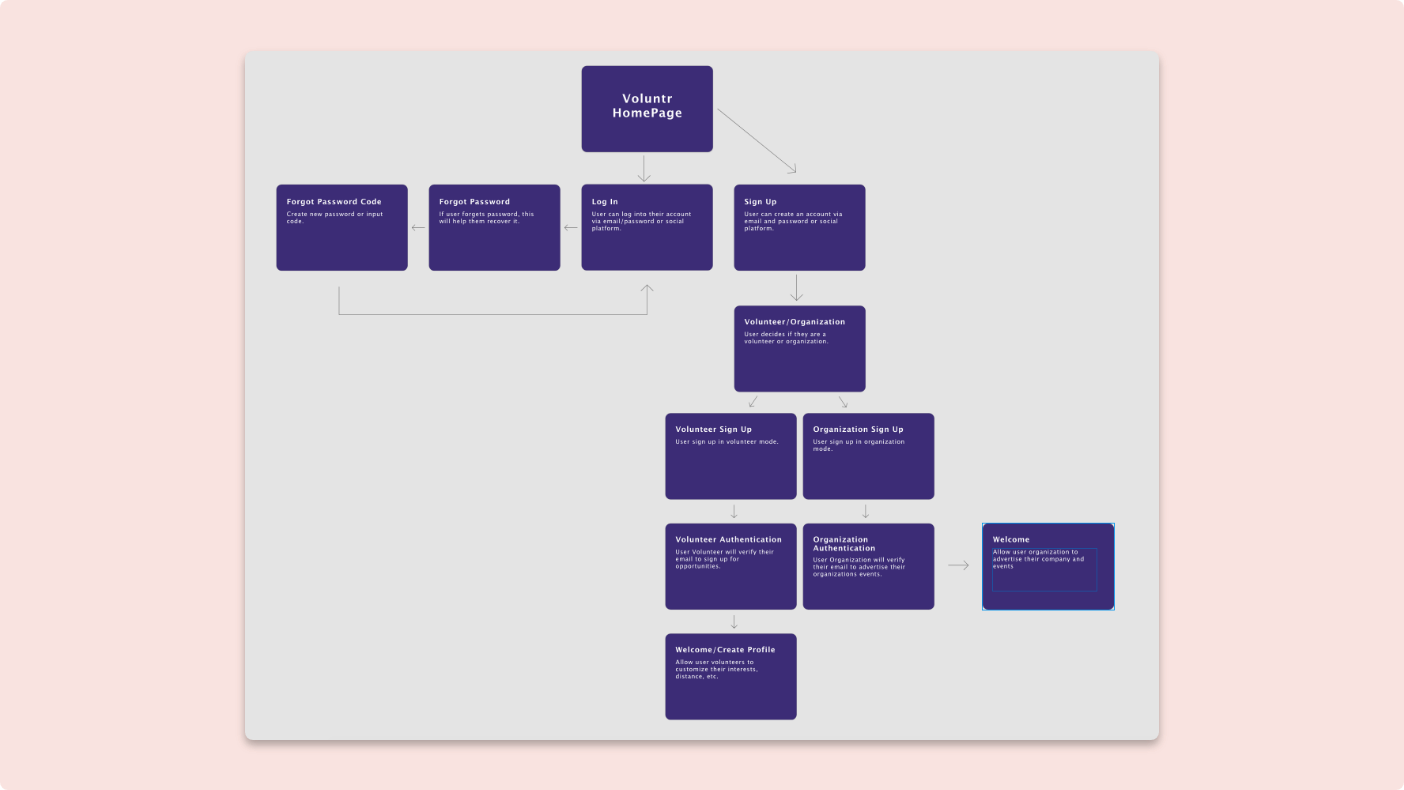 Voluntr
HomePage
Forgot Password Code
Create new password or input
code.
Forgot Password
If user forgets password, this
will help them recover it.
Log In
User can log into their account
via email/password or social
platform.
Sign Up
User can create an account via
email and password or social
platform.
Volunteer/Organization
User decides if they are a
volunteer or organization.
Volunteer Sign Up
User sign up in volunteer mode.
Organization Sign Up
User sign up in organization
mode.
Volunteer Authentication
User Volunteer will verify their
email to sign up for
opportunities.
Organization
Authentication
User Organization will verify
their email to advertise their
organizations events.
Welcome
Allow user organization to
advertise their company and
events
Welcome/Create Profile
Allow user volunteers to
customize their interests,
distance, etc.